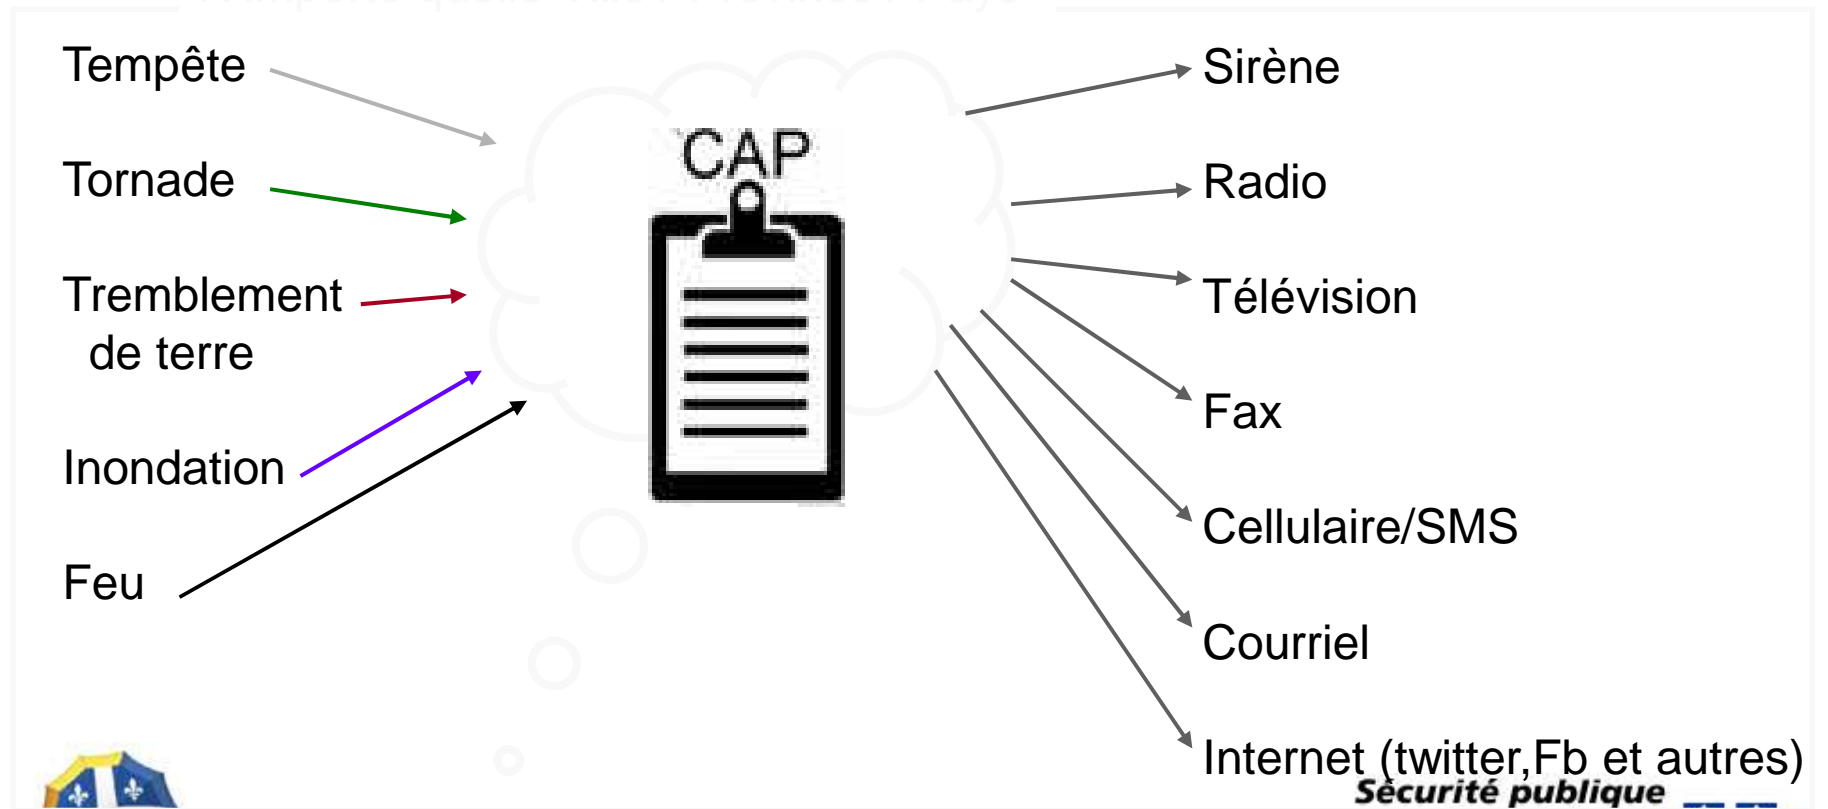 Tempête
Tornade
Tremblement
de terre
Inondation
Feu
CAP
Sirène
Radio
Télévision
Fax
Cellulaire/SMS
Courriel
Internet (twitter,Fb et autres)
Sécurité publique